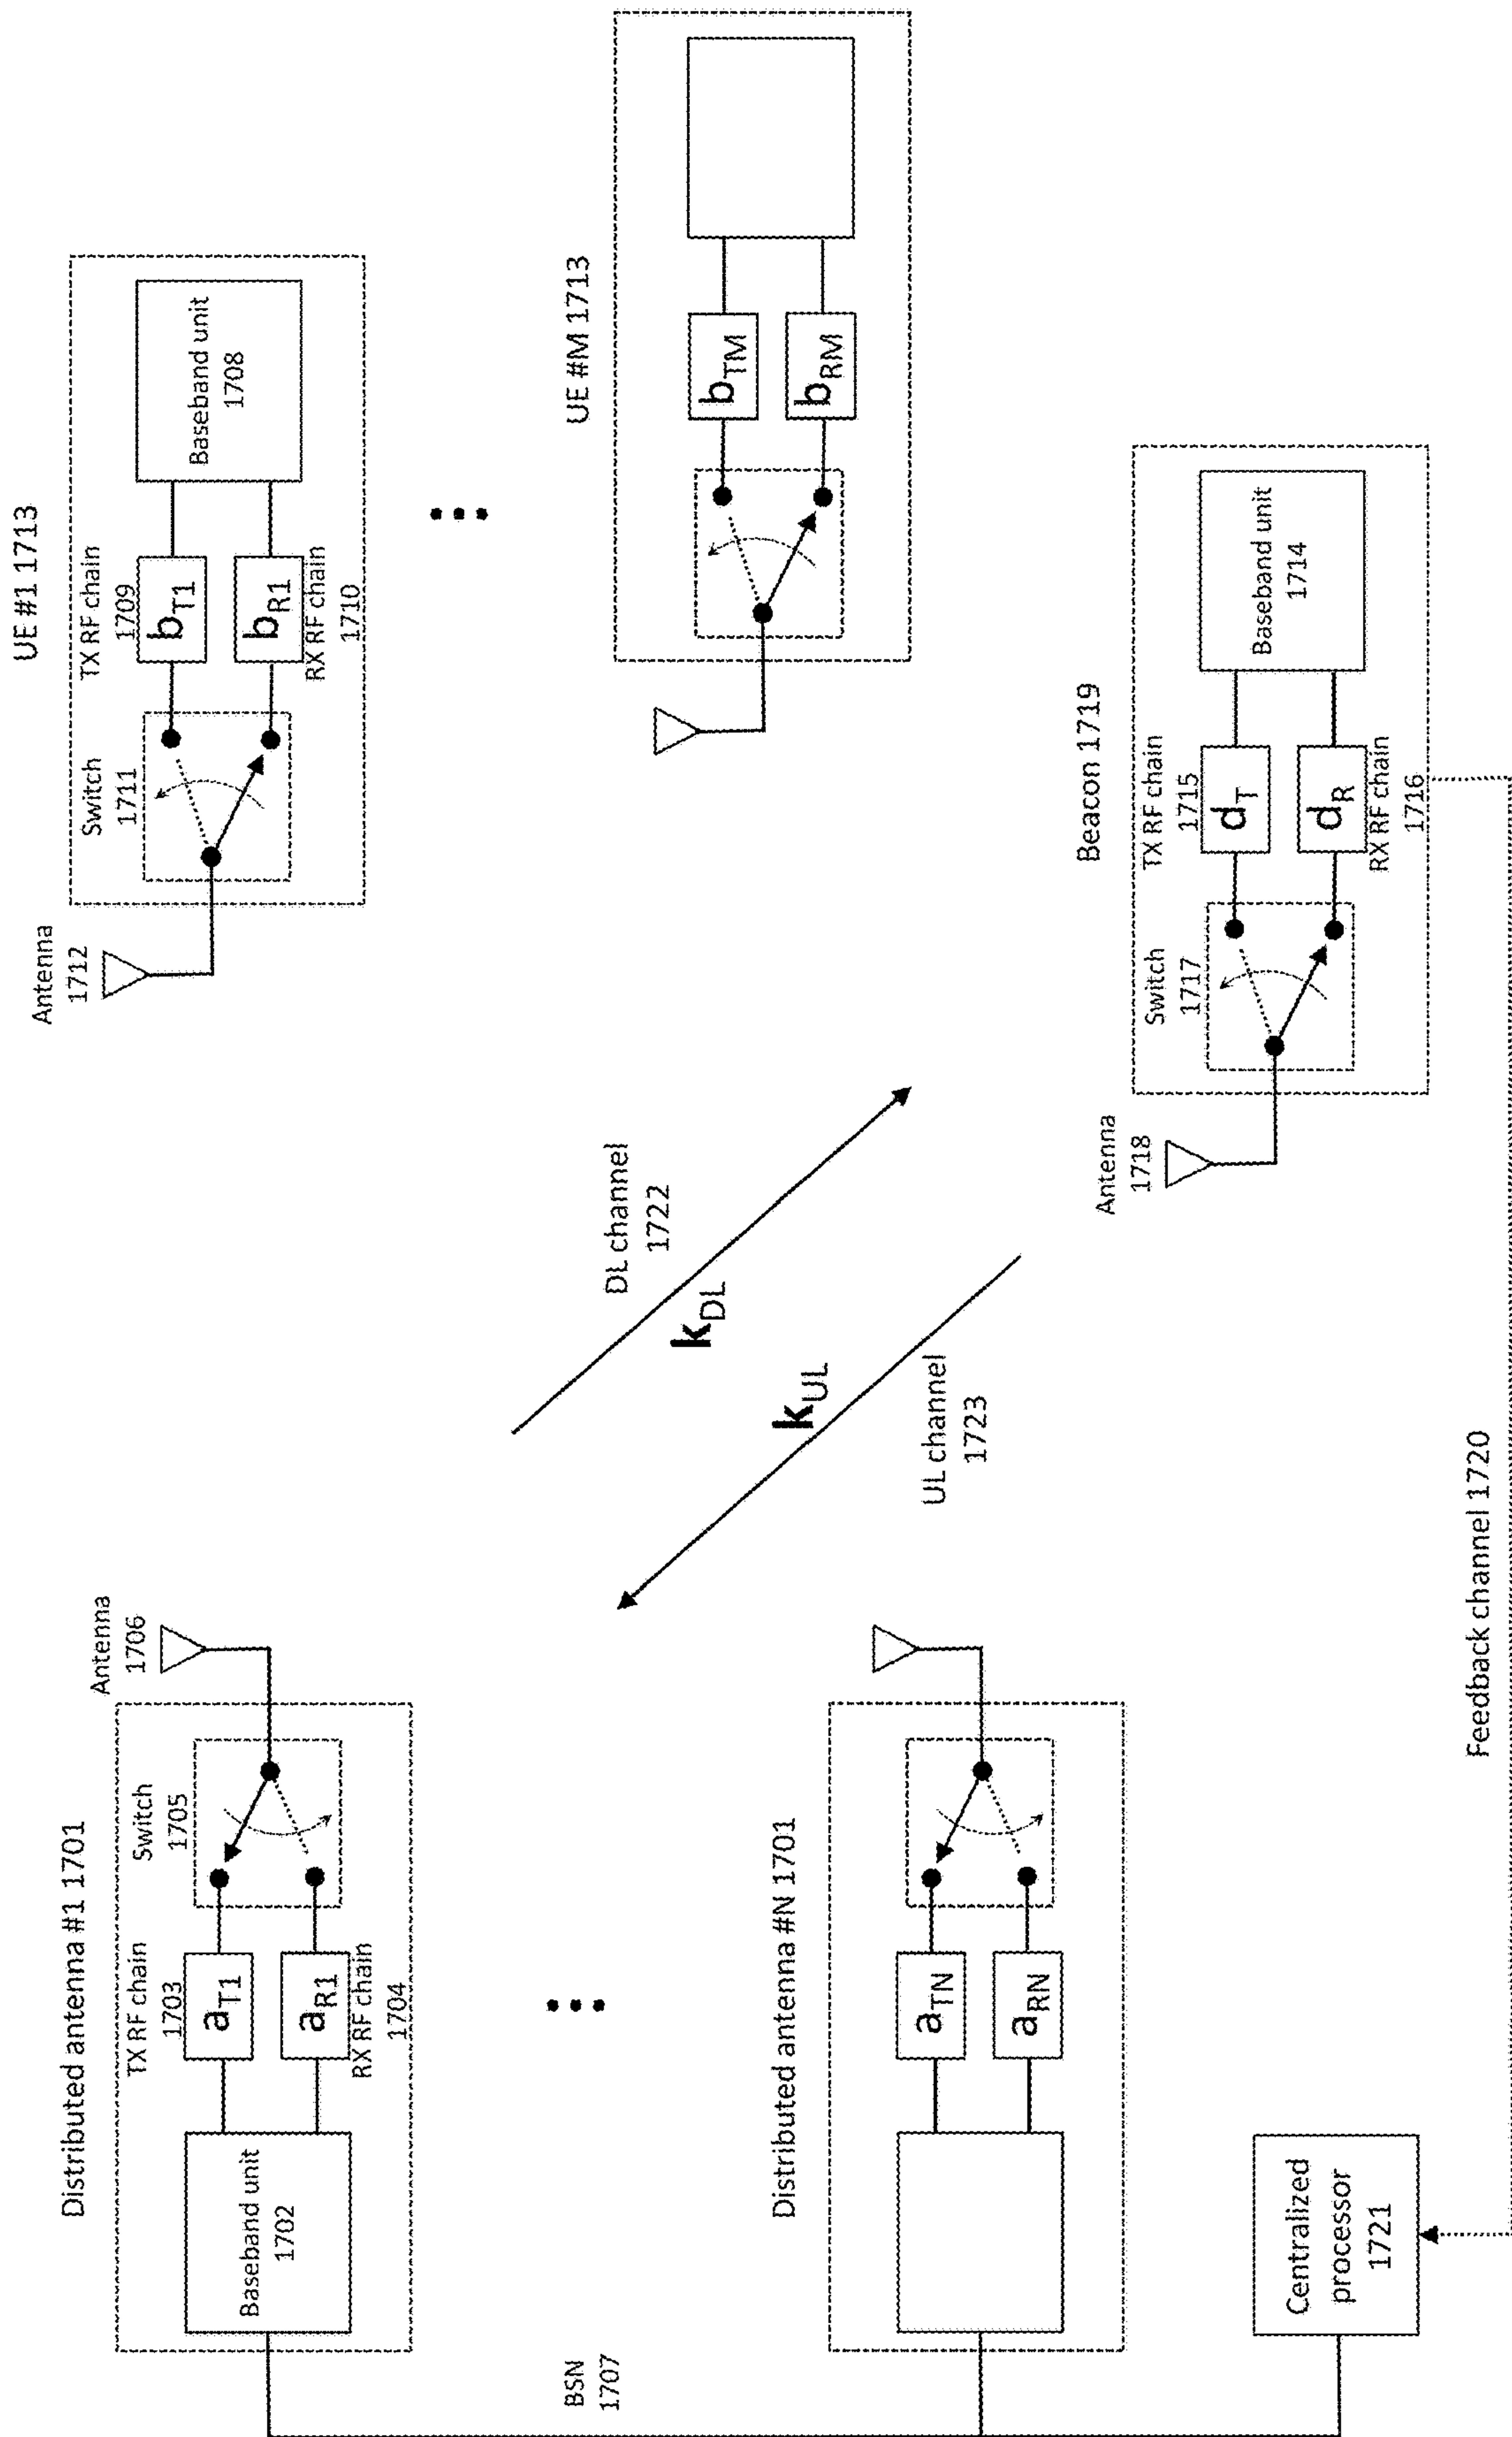 Distributed antenna #1 1701
TX RF chain
1703
Switch
1705
Antenna
1706
Baseband unit
1702
a_T1
a_R1
RX RF chain
1704
BSN
1707
Distributed antenna #N 1701
a_TN
a_RN
Centralized
processor
1721
DL channel
1722
k_DL
k_UL
UL channel
1723
UE #1 1713
Antenna
1712
Switch
1711
TX RF chain
1709
b_T1
b_R1
RX RF chain
1710
Baseband unit
1708
UE #M 1713
b_TM
b_RM
Beacon 1719
Antenna
1718
Switch
1717
TX RF chain
1715
d_T
d_R
RX RF chain
1716
Baseband unit
1714
Feedback channel 1720